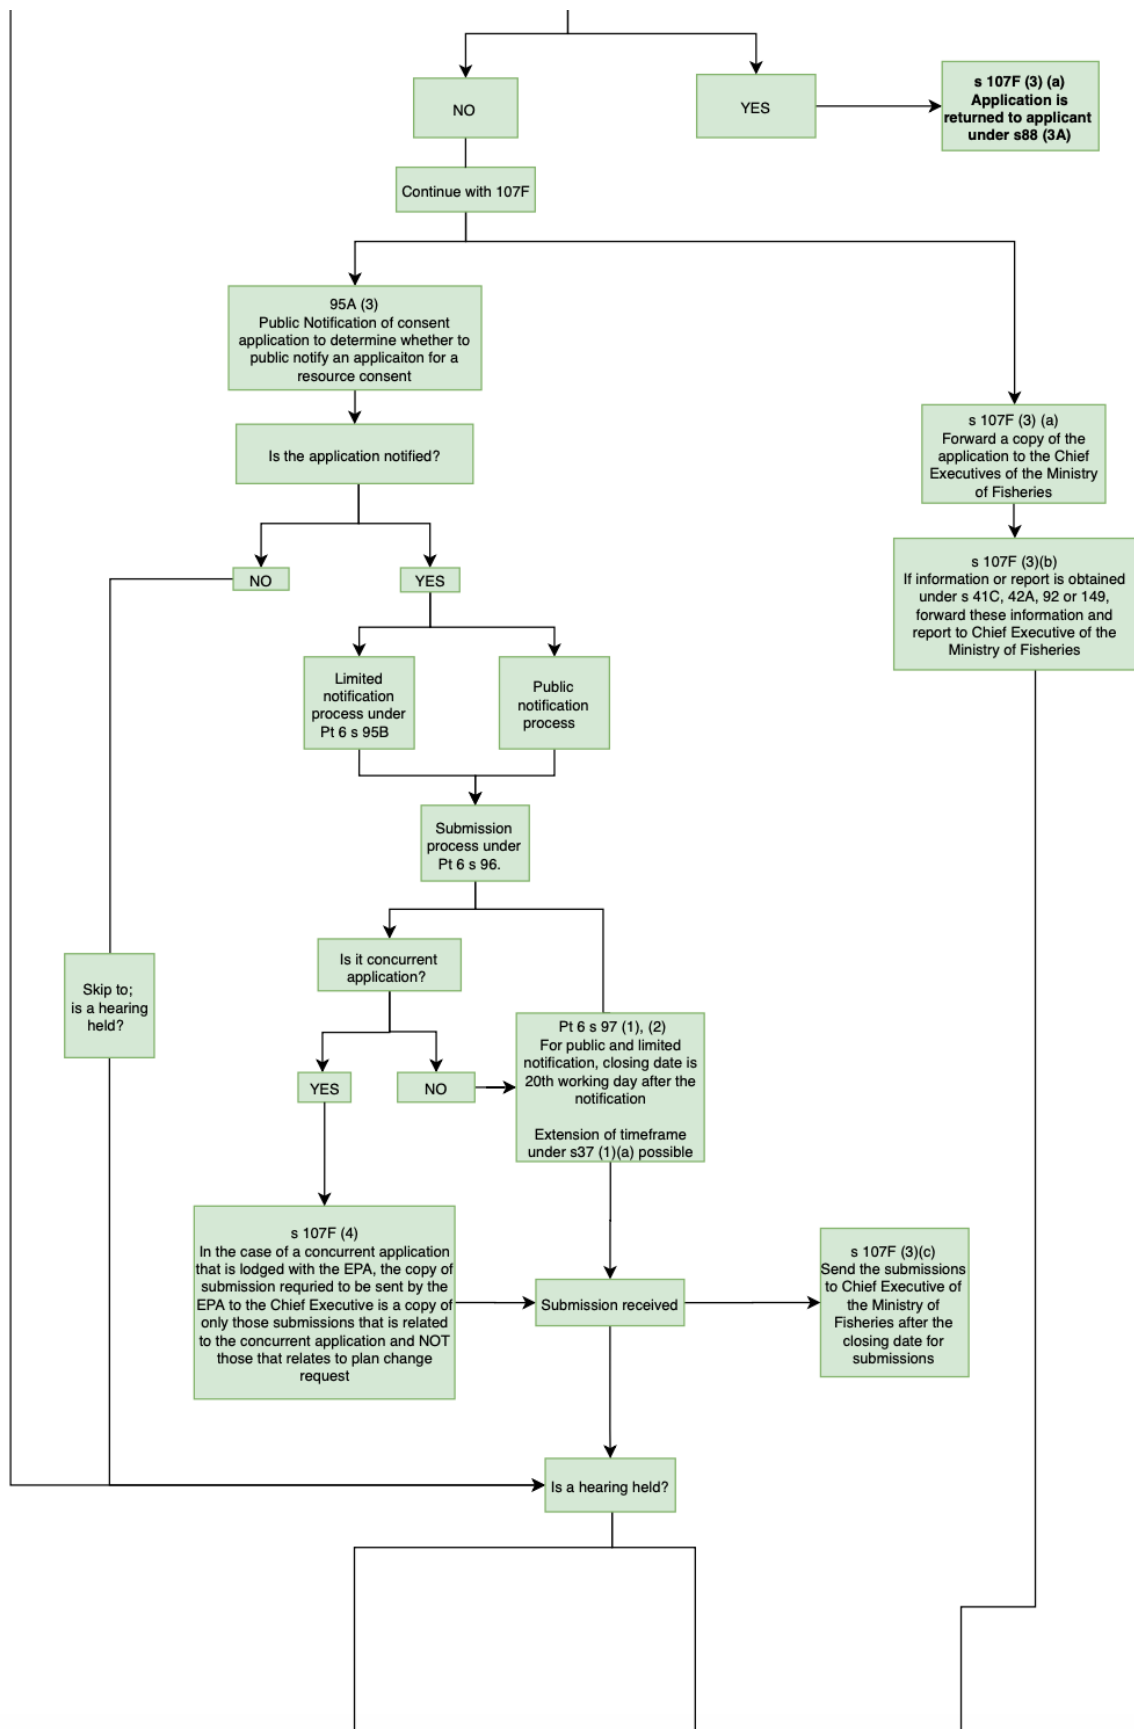 NO
YES
s 107F (3) (a)
Application is
returned to applicant
under s88 (3A)
Continue with 107F
95A (3)
Public Notification of consent
application to determine whether to
public notify an applicaiton for a
resource consent
s 107F (3) (a)
Forward a copy of the
application to the Chief
Executives of the Ministry
of Fisheries
Is the application notified?
s 107F (3)(b)
If information or report is obtained
under s 41C, 42A, 92 or 149,
forward these information and
report to Chief Executive of the
Ministry of Fisheries
NO
YES
Limited
notification
process under
Pt 6 s 95B
Public
notification
process
Submission
process under
Pt 6 s 96.
Is it concurrent
application?
Skip to;
is a hearing
held?
Pt 6 s 97 (1), (2)
For public and limited
notification, closing date is
20th working day after the
notification
Extension of timeframe
under s37 (1)(a) possible
YES
NO
s 107F (4)
In the case of a concurrent application
that is lodged with the EPA, the copy of
submission requried to be sent by the
EPA to the Chief Executive is a copy of
only those submissions that is related
to the concurrent application and NOT
those that relates to plan change
request
Submission received
s 107F (3)(c)
Send the submissions
to Chief Executive of
the Ministry of
Fisheries after the
closing date for
submissions
Is a hearing held?